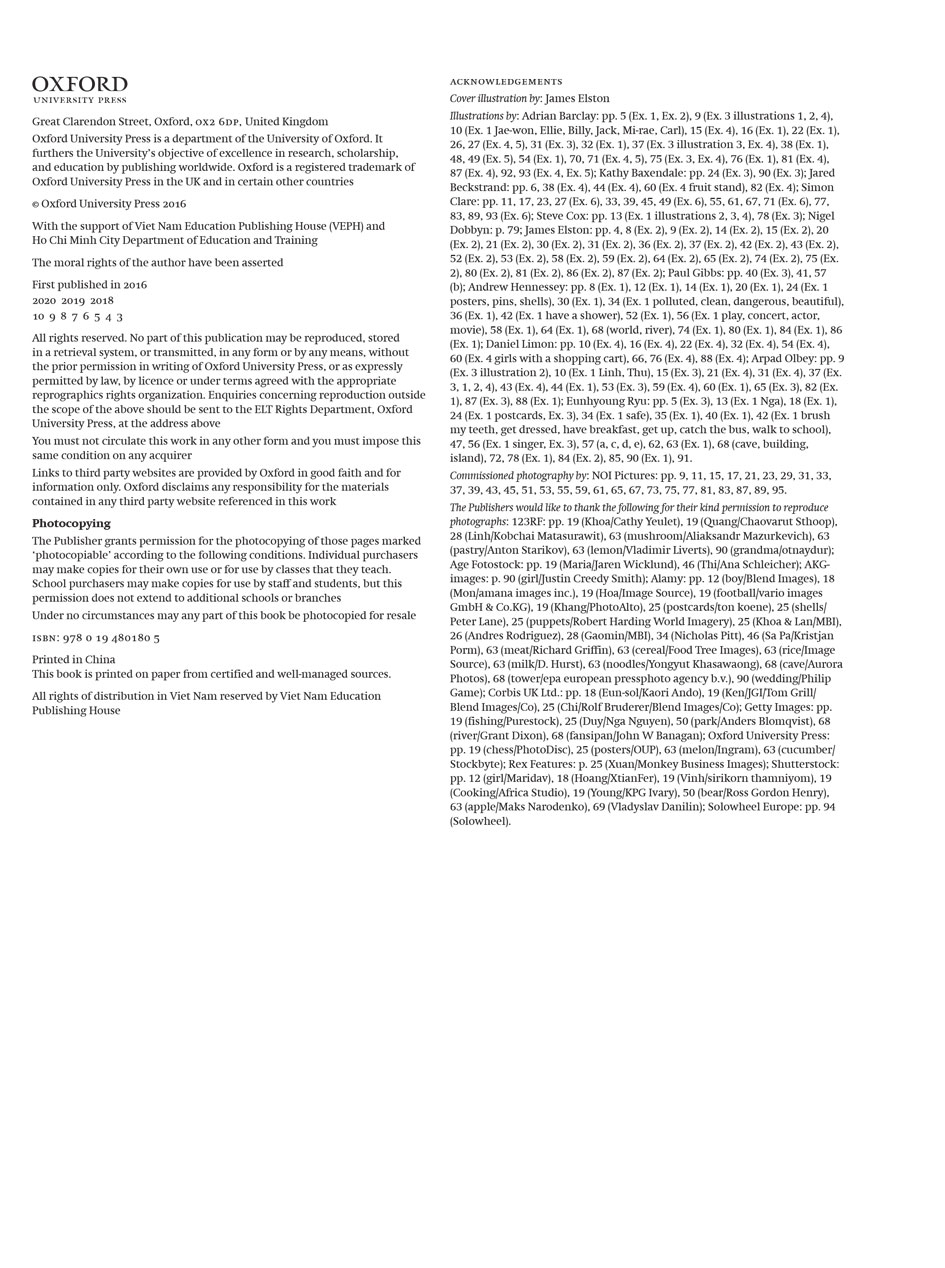 OXFORD
UNIVERSITY PRESS
Great Clarendon Street, Oxford, OX2 6DP, United Kingdom
Oxford University Press is a department of the University of Oxford. It
furthers the University's objective of excellence in research, scholarship,
and education by publishing worldwide. Oxford is a registered trademark of
Oxford University Press in the UK and in certain other countries
© Oxford University Press 2016
With the support of Viet Nam Education Publishing House (VEPH) and
Ho Chi Minh City Department of Education and Training
The moral rights of the author have been asserted
First published in 2016
2020 2019 2018
10 9 8 7 6 5 4 3
All rights reserved. No part of this publication may be reproduced, stored
in a retrieval system, or transmitted, in any form or by any means, without
the prior permission in writing of Oxford University Press, or as expressly
permitted by law, by licence or under terms agreed with the appropriate
reprographics rights organization. Enquiries concerning reproduction outside
the scope of the above should be sent to the ELT Rights Department, Oxford
University Press, at the address above
You must not circulate this work in any other form and you must impose this
same condition on any acquirer
Links to third party websites are provided by Oxford in good faith and for
information only. Oxford disclaims any responsibility for the materials
contained in any third party website referenced in this work
Photocopying
The Publisher grants permission for the photocopying of those pages marked
'photocopiable' according to the following conditions. Individual purchasers
may make copies for their own use or for use by classes that they teach.
School purchasers may make copies for use by staff and students, but this
permission does not extend to additional schools or branches
Under no circumstances may any part of this book be photocopied for resale
ISBN: 978 0 19 480180 5
Printed in China
This book is printed on paper from certified and well-managed sources.
All rights of distribution in Viet Nam reserved by Viet Nam Education
Publishing House
ACKNOWLEDGEMENTS
Cover illustration by: James Elston
Illustrations by: Adrian Barclay: pp. 5 (Ex. 1, Ex. 2), 9 (Ex. 3 illustrations 1, 2, 4),
10 (Ex. 1 Jae-won, Ellie, Billy, Jack, Mi-rae, Carl), 15 (Ex. 4), 16 (Ex. 1), 22 (Ex. 1),
26, 27 (Ex. 4, 5), 31 (Ex. 3), 32 (Ex. 1), 37 (Ex. 3 illustration 3, Ex. 4), 38 (Ex. 1),
48, 49 (Ex. 5), 54 (Ex. 1), 70, 71 (Ex. 4, 5), 75 (Ex. 3, Ex. 4), 76 (Ex. 1), 81 (Ex. 4),
87 (Ex. 4), 92, 93 (Ex. 4, Ex. 5); Kathy Baxendale: pp. 24 (Ex. 3), 90 (Ex. 3); Jared
Beckstrand: pp. 6, 38 (Ex. 4), 44 (Ex. 4), 60 (Ex. 4 fruit stand), 82 (Ex. 4); Simon
Clare: pp. 11, 17, 23, 27 (Ex. 6), 33, 39, 45, 49 (Ex. 6), 55, 61, 67, 71 (Ex. 6), 77,
83, 89, 93 (Ex. 6); Steve Cox: pp. 13 (Ex. 1 illustrations 2, 3, 4), 78 (Ex. 3); Nigel
Dobbyn: p. 79; James Elston: pp. 4, 8 (Ex. 2), 9 (Ex. 2), 14 (Ex. 2), 15 (Ex. 2), 20
(Ex. 2), 21 (Ex. 2), 30 (Ex. 2), 31 (Ex. 2), 36 (Ex. 2), 37 (Ex. 2), 42 (Ex. 2), 43 (Ex. 2),
52 (Ex. 2), 53 (Ex. 2), 58 (Ex. 2), 59 (Ex. 2), 64 (Ex. 2), 65 (Ex. 2), 74 (Ex. 2), 75 (Ex.
2), 80 (Ex. 2), 81 (Ex. 2), 86 (Ex. 2), 87 (Ex. 2); Paul Gibbs: pp. 40 (Ex. 3), 41, 57
(b); Andrew Hennessey: pp. 8 (Ex. 1), 12 (Ex. 1), 14 (Ex. 1), 20 (Ex. 1), 24 (Ex. 1
posters, pins, shells), 30 (Ex. 1), 34 (Ex. 1 polluted, clean, dangerous, beautiful),
36 (Ex. 1), 42 (Ex. 1 have a shower), 52 (Ex. 1), 56 (Ex. 1 play, concert, actor,
movie), 58 (Ex. 1), 64 (Ex. 1), 68 (world, river), 74 (Ex. 1), 80 (Ex. 1), 84 (Ex. 1), 86
(Ex. 1); Daniel Limon: pp. 10 (Ex. 4), 16 (Ex. 4), 22 (Ex. 4), 32 (Ex. 4), 54 (Ex. 4),
60 (Ex. 4 girls with a shopping cart), 66, 76 (Ex. 4), 88 (Ex. 4); Arpad Olbey: pp. 9
(Ex. 3 illustration 2), 10 (Ex. 1 Linh, Thu), 15 (Ex. 3), 21 (Ex. 4), 31 (Ex. 4), 37 (Ex.
3, 1, 2, 4), 43 (Ex. 4), 44 (Ex. 1), 53 (Ex. 3), 59 (Ex. 4), 60 (Ex. 1), 65 (Ex. 3), 82 (Ex.
1), 87 (Ex. 3), 88 (Ex. 1); Eunhyoung Ryu: pp. 5 (Ex. 3), 13 (Ex. 1 Nga), 18 (Ex. 1),
24 (Ex. 1 postcards, Ex. 3), 34 (Ex. 1 safe), 35 (Ex. 1), 40 (Ex. 1), 42 (Ex. 1 brush
my teeth, get dressed, have breakfast, get up, catch the bus, walk to school),
47, 56 (Ex. 1 singer, Ex. 3), 57 (a, c, d, e), 62, 63 (Ex. 1), 68 (cave, building,
island), 72, 78 (Ex. 1), 84 (Ex. 2), 85, 90 (Ex. 1), 91.
Commissioned photography by: NOI Pictures: pp. 9, 11, 15, 17, 21, 23, 29, 31, 33,
37, 39, 43, 45, 51, 53, 55, 59, 61, 65, 67, 73, 75, 77, 81, 83, 87, 89, 95.
The Publishers would like to thank the following for their kind permission to reproduce
photographs: 123RF: pp. 19 (Khoa/Cathy Yeulet), 19 (Quang/Chaovarut Sthoop),
28 (Linh/Kobchai Matasurawit), 63 (mushroom/Aliaksandr Mazurkevich), 63
(pastry/Anton Starikov), 63 (lemon/Vladimir Liverts), 90 (grandma/otnaydur);
Age Fotostock: pp. 19 (Maria/Jaren Wicklund), 46 (Thi/Ana Schleicher); AKG-
images: p. 90 (girl/Justin Creedy Smith); Alamy: pp. 12 (boy/Blend Images), 18
(Mon/amana images inc.), 19 (Hoa/Image Source), 19 (football/vario images
GmbH & Co.KG), 19 (Khang/PhotoAlto), 25 (postcards/ton koene), 25 (shells/
Peter Lane), 25 (puppets/Robert Harding World Imagery), 25 (Khoa & Lan/MBI),
26 (Andres Rodriguez), 28 (Gaomin/MBI), 34 (Nicholas Pitt), 46 (Sa Pa/Kristjan
Porm), 63 (meat/Richard Griffin), 63 (cereal/Food Tree Images), 63 (rice/Image
Source), 63 (milk/D. Hurst), 63 (noodles/Yongyut Khasawaong), 68 (cave/Aurora
Photos), 68 (tower/epa european pressphoto agency b.v.), 90 (wedding/Philip
Game); Corbis UK Ltd.: pp. 18 (Eun-sol/Kaori Ando), 19 (Ken/JGI/Tom Grill/
Blend Images/Co), 25 (Chi/Rolf Bruderer/Blend Images/Co); Getty Images: pp.
19 (fishing/Purestock), 25 (Duy/Nga Nguyen), 50 (park/Anders Blomqvist), 68
(river/Grant Dixon), 68 (fansipan/John W Banagan); Oxford University Press:
pp. 19 (chess/PhotoDisc), 25 (posters/OUP), 63 (melon/Ingram), 63 (cucumber/
Stockbyte); Rex Features: p. 25 (Xuan/Monkey Business Images); Shutterstock:
pp. 12 (girl/Maridav), 18 (Hoang/XtianFer), 19 (Vinh/sirikorn thamniyom), 19
(Cooking/Africa Studio), 19 (Young/KPG Ivary), 50 (bear/Ross Gordon Henry),
63 (apple/Maks Narodenko), 69 (Vladyslav Danilin); Solowheel Europe: pp. 94
(Solowheel).